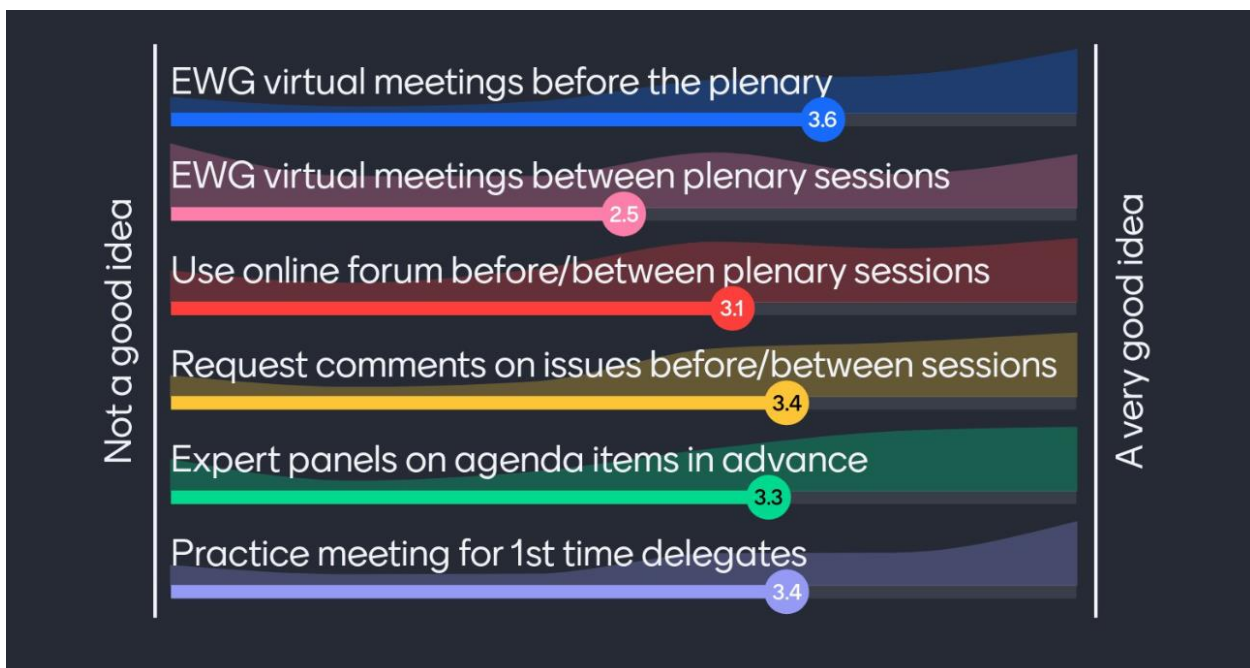 Not a good idea
EWG virtual meetings before the plenary
3.6
EWG virtual meetings between plenary sessions
2.5
Use online forum before/between plenary sessions
3.1
Request comments on issues before/between sessions
3.4
Expert panels on agenda items in advance
3.3
Practice meeting for 1st time delegates
3.4
A very good idea